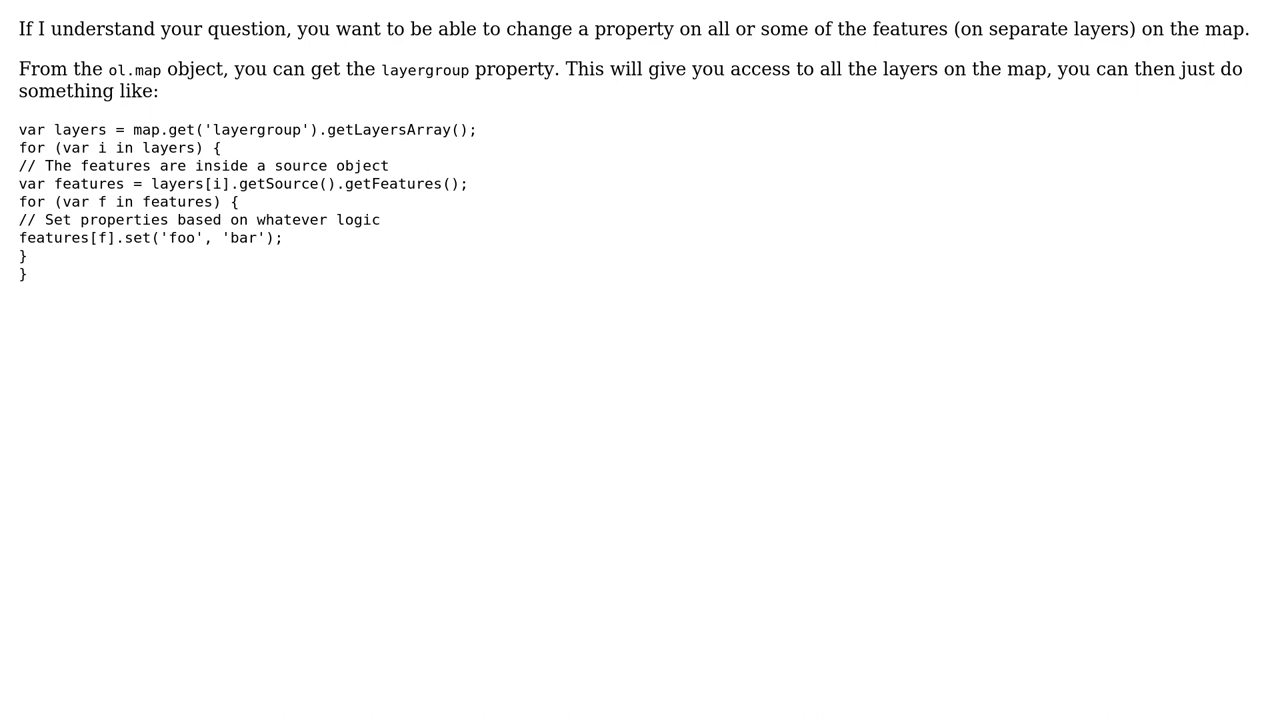 If I understand your question, you want to be able to change a property on all or some of the features (on separate layers) on the map.
From the ol.map object, you can get the layergroup property. This will give you access to all the layers on the map, you can then just do
something like:
var layers = map.get('layergroup').getLayersArray();
for (var i in layers) {
// The features are inside a source object
var features = layers[i].getSource().getFeatures();
for (var f in features) {
// Set properties based on whatever logic
features[f].set('foo', 'bar');
}
}